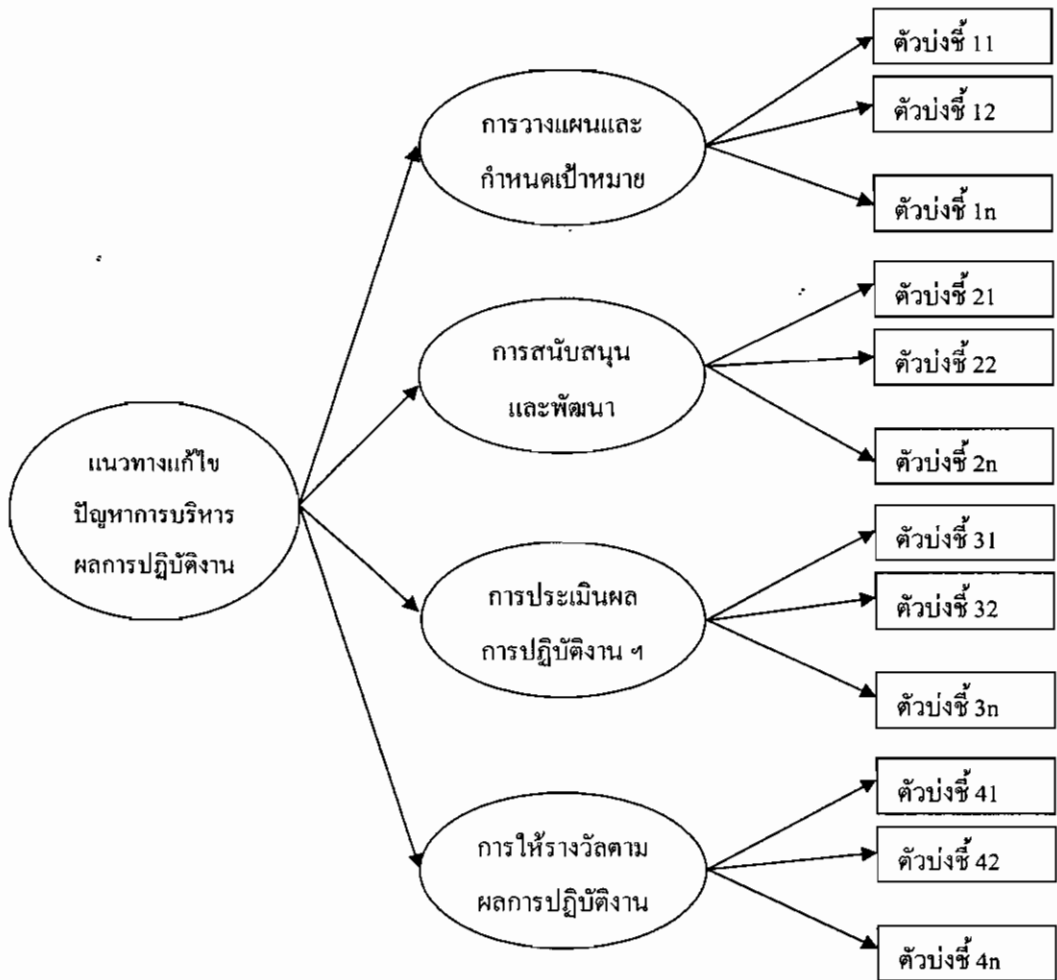 แนวทางแก้ไข
ปัญหาการบริหาร
ผลการปฏิบัติงาน
การวางแผนและ
กำหนดเป้าหมาย
ตัวบ่งชี้ 11
ตัวบ่งชี้ 12
ตัวบ่งชี้ 1n
การสนับสนุน
และพัฒนา
ตัวบ่งชี้ 21
ตัวบ่งชี้ 22
ตัวบ่งชี้ 2n
การประเมินผล
การปฏิบัติงาน ฯ
ตัวบ่งชี้ 31
ตัวบ่งชี้ 32
ตัวบ่งชี้ 3n
การให้รางวัลตาม
ผลการปฏิบัติงาน
ตัวบ่งชี้ 41
ตัวบ่งชี้ 42
ตัวบ่งชี้ 4n